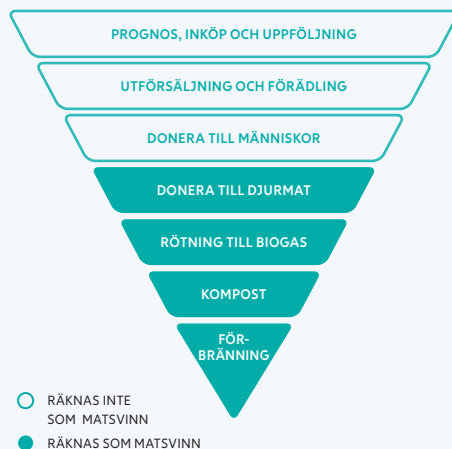 PROGNOS, INKÖP OCH UPPFÖLJNING
UTFÖRSÄLJNING OCH FÖRÄDLING
DONERA TILL MÄNNISKOR
DONERA TILL DJURMAT
RÖTNING TILL BIOGAS
KOMPOST
FÖR-
BRÄNNING
RÄKNAS INTE
SOM MATSVINN
RÄKNAS SOM MATSVINN